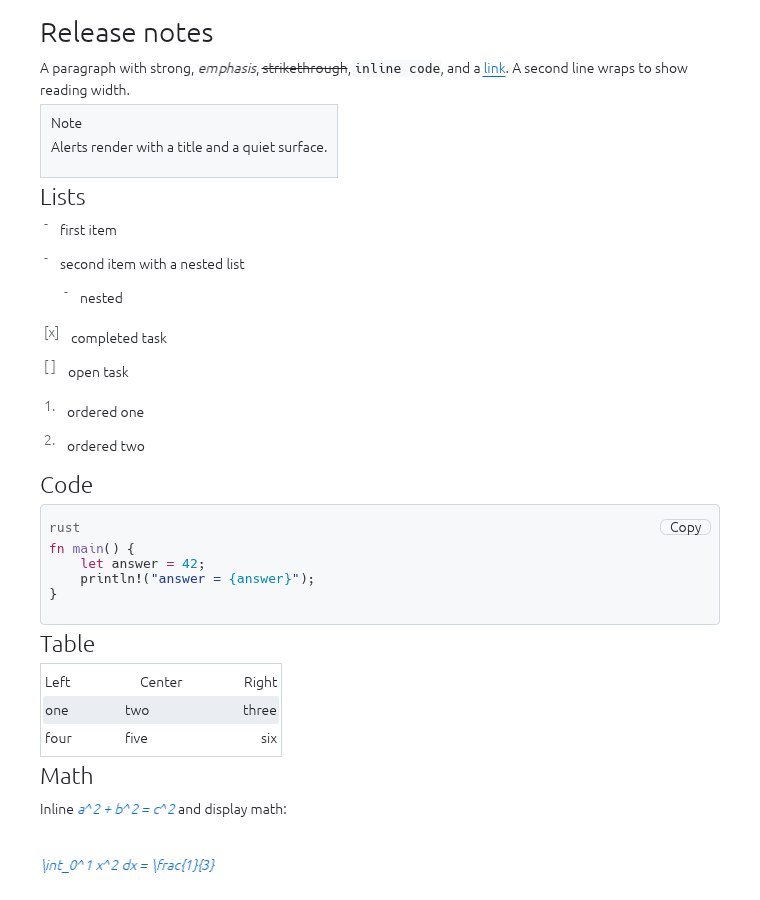 Release notes
A paragraph with strong, emphasis, strikethrough, inline code, and a link. A second line wraps to show
reading width.
Note
Alerts render with a title and a quiet surface.
Lists
- first item
- second item with a nested list
- nested
[x] completed task
[ ] open task
1. ordered one
2. ordered two
Code
rust Copy
fn main() {
    let answer = 42;
    println!("answer = {answer}");
}
Table
Left Center Right
one two three
four five six
Math
Inline a^2 + b^2 = c^2 and display math:
\int_0^1 x^2 dx = \frac{1}{3}